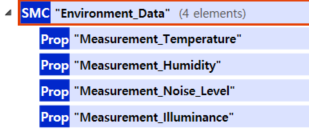 SMC "Environment_Data" (4 elements)
Prop "Measurement_Temperature"
Prop "Measurement_Humidity"
Prop "Measurement_Noise_Level"
Prop "Measurement_Illuminance"